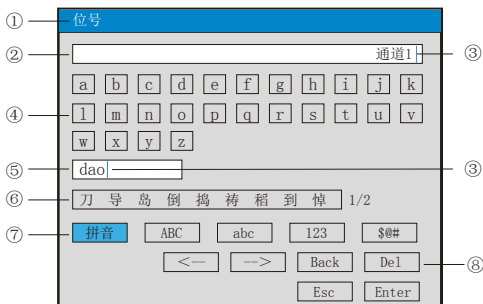 ① 位号
② 通道1 ③
a b c d e f g h i j k
④ l m n o p q r s t u v
w x y z
⑤ dao ③
⑥ 刀 导 岛 倒 捣 祷 稻 到 悼 1/2
⑦ 拼音 ABC abc 123 $@#
<-- --> Back Del ⑧
Esc Enter